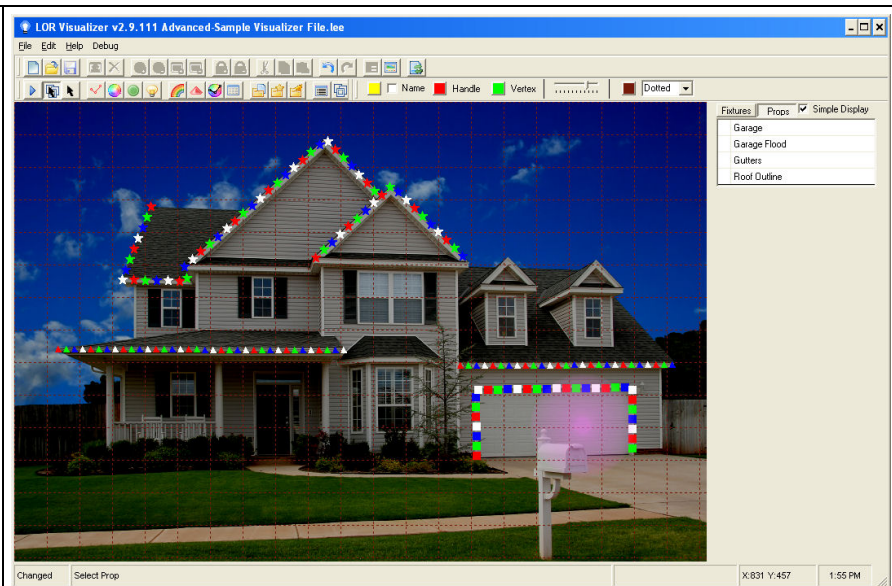 LOR Visualizer v2.9.111 Advanced-Sample Visualizer File.lee
File Edit Help Debug
Name Handle Vertex Dotted
Fixtures Props Simple Display
Garage
Garage Flood
Gutters
Roof Outline
Changed Select Prop X:831 Y:457 1:55 PM